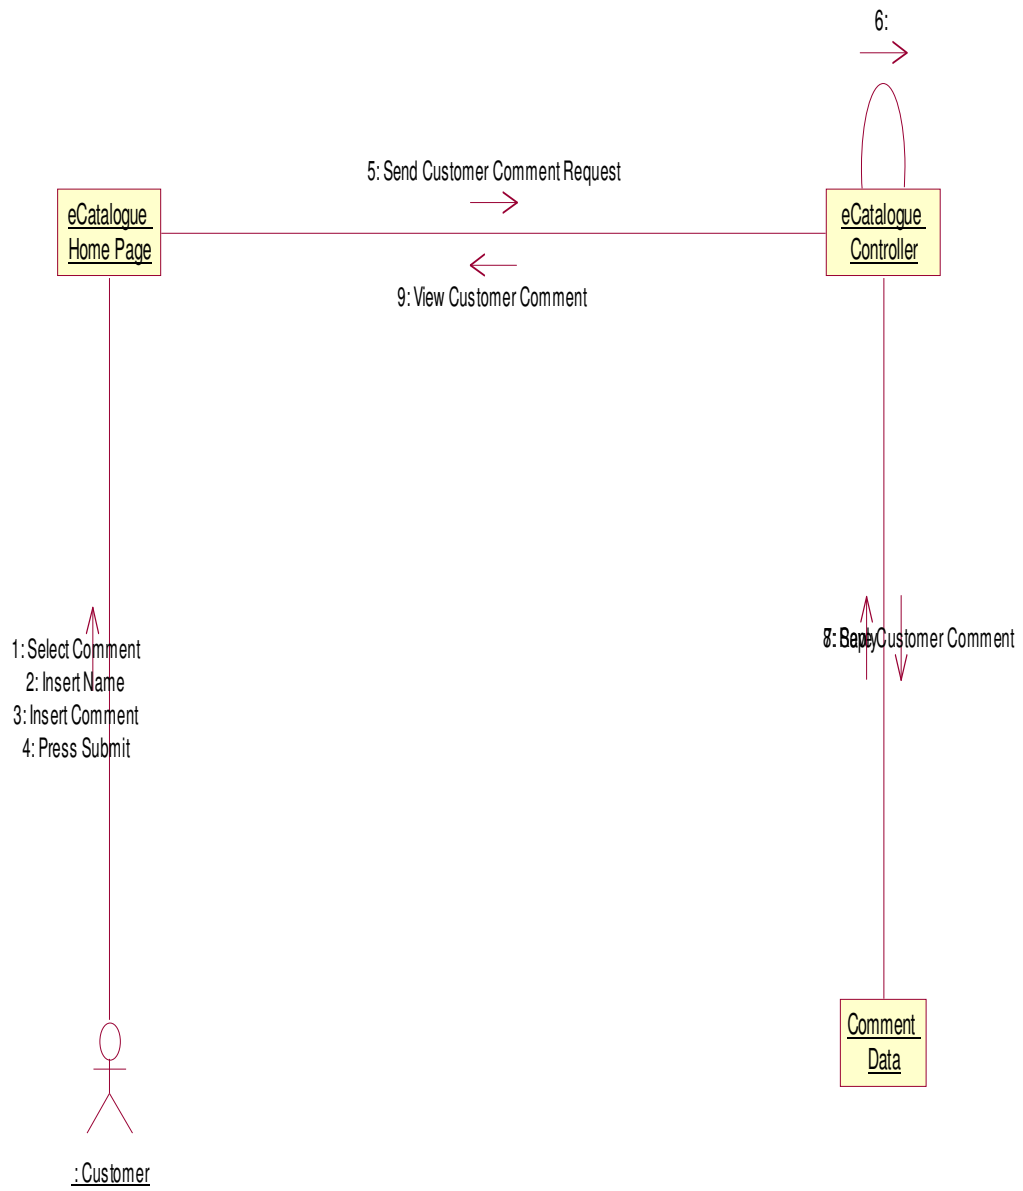 6:
5: Send Customer Comment Request
eCatalogue
Home Page
eCatalogue
Controller
9: View Customer Comment
1: Select Comment
2: Insert Name
3: Insert Comment
4: Press Submit
Customer Comment
Comment
Data
: Customer